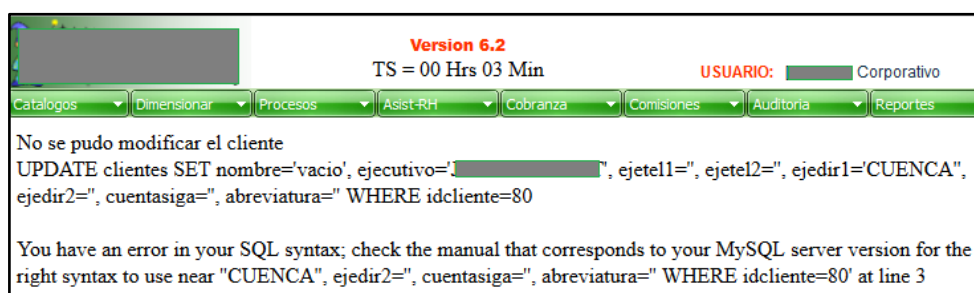 Version 6.2
TS = 00 Hrs 03 Min
USUARIO: Corporativo
Catalogos Dimensionar Procesos Asist-RH Cobranza Comisiones Auditoria Reportes
No se pudo modificar el cliente
UPDATE clientes SET nombre='vacio', ejecutivo=' '', ejetel1='', ejetel2='', ejedir1='CUENCA'',
ejedir2='', cuentasiga='', abreviatura='' WHERE idcliente=80
You have an error in your SQL syntax; check the manual that corresponds to your MySQL server version for the
right syntax to use near ''CUENCA'', ejedir2='', cuentasiga='', abreviatura='' WHERE idcliente=80' at line 3